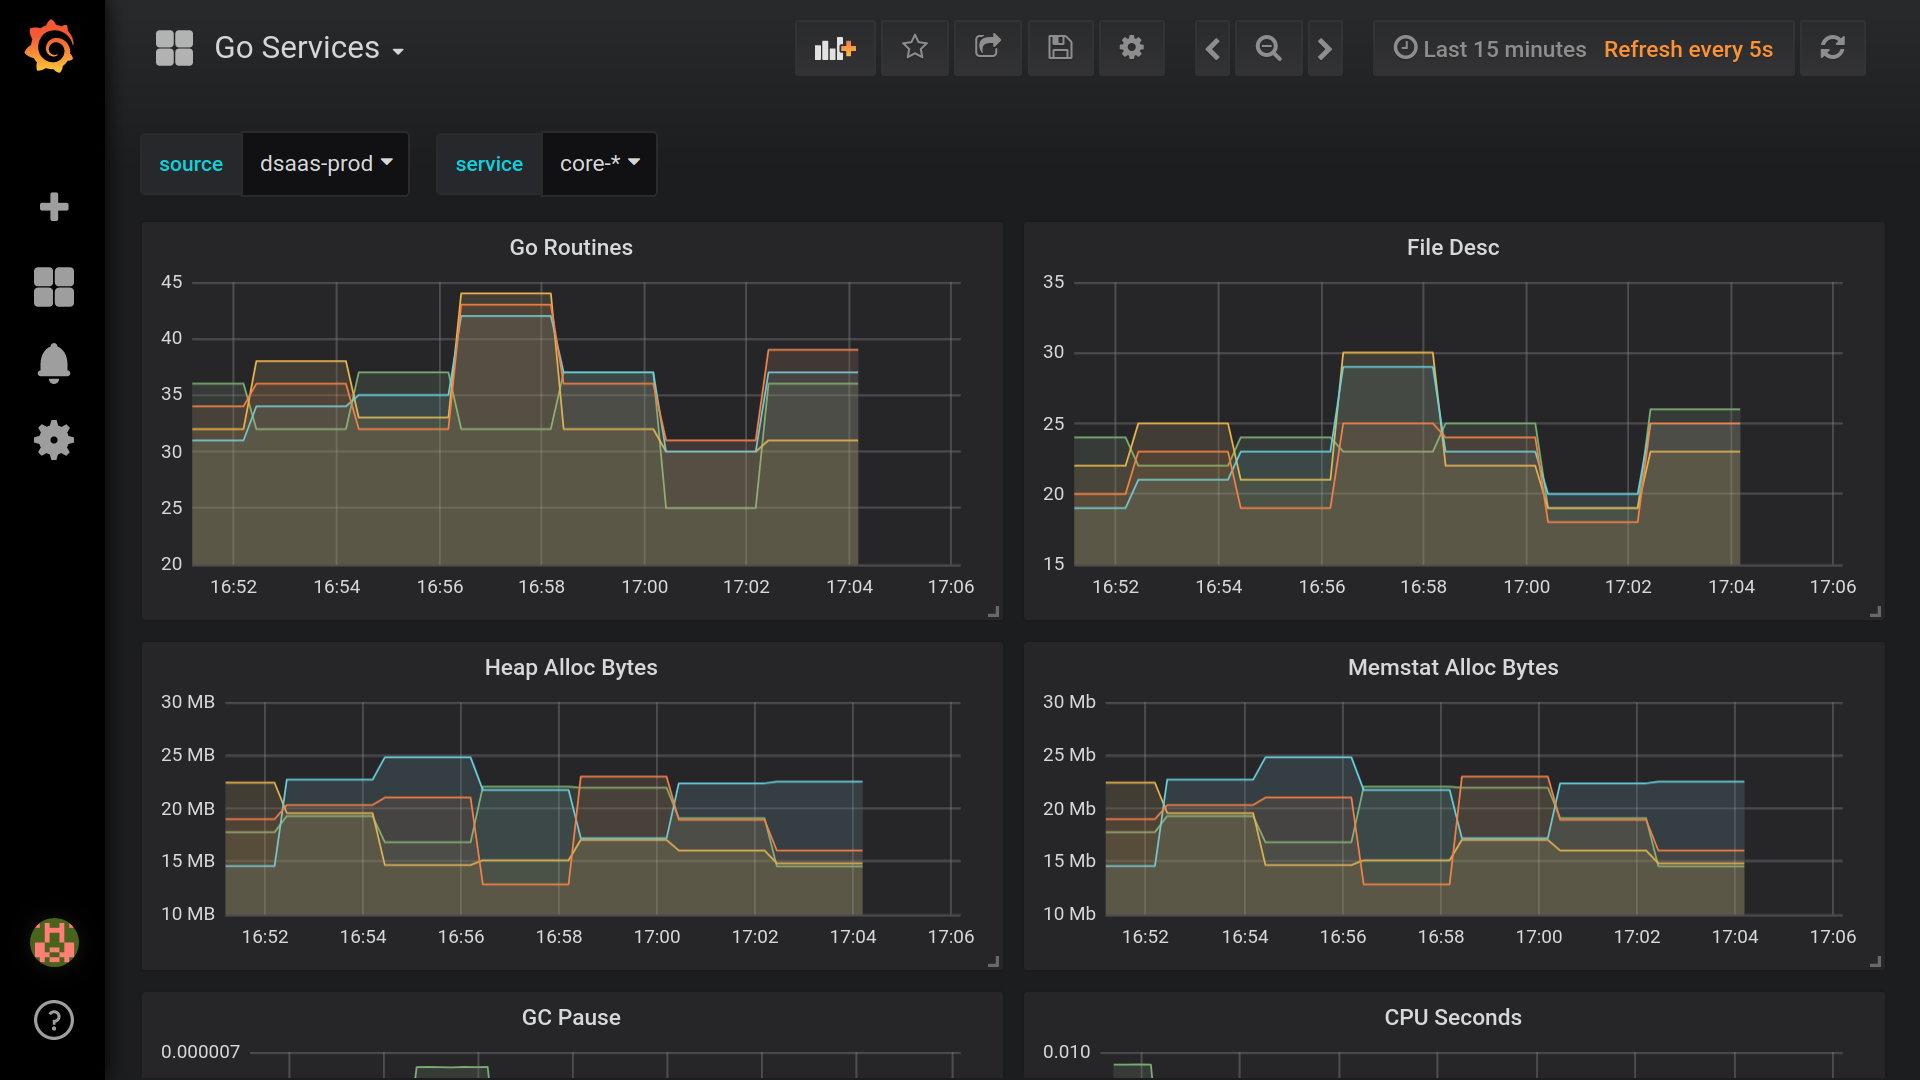 Go Services
Last 15 minutes Refresh every 5s
source dsaas-prod service core-*
Go Routines
45
40
35
30
25
20
16:52 16:54 16:56 16:58 17:00 17:02 17:04 17:06
File Desc
35
30
25
20
15
16:52 16:54 16:56 16:58 17:00 17:02 17:04 17:06
Heap Alloc Bytes
30 MB
25 MB
20 MB
15 MB
10 MB
16:52 16:54 16:56 16:58 17:00 17:02 17:04 17:06
Memstat Alloc Bytes
30 Mb
25 Mb
20 Mb
15 Mb
10 Mb
16:52 16:54 16:56 16:58 17:00 17:02 17:04 17:06
GC Pause
0.000007
CPU Seconds
0.010